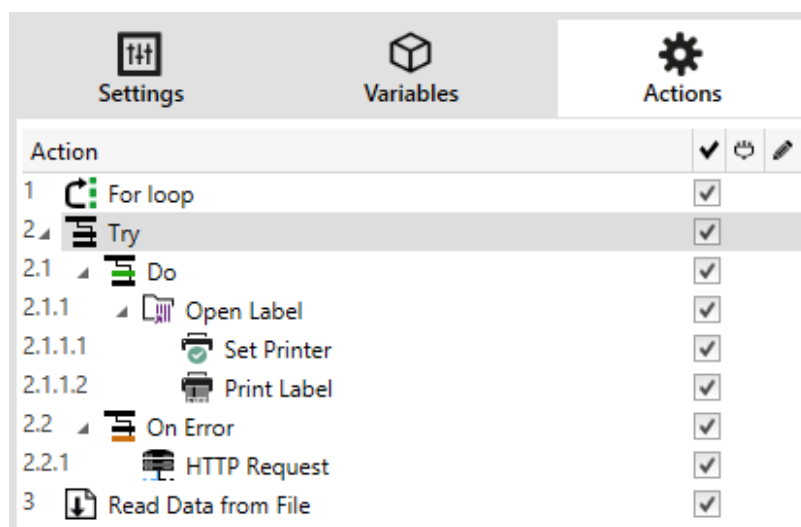 Settings Variables Actions
Action
1 For loop
2 Try
2.1 Do
2.1.1 Open Label
2.1.1.1 Set Printer
2.1.1.2 Print Label
2.2 On Error
2.2.1 HTTP Request
3 Read Data from File